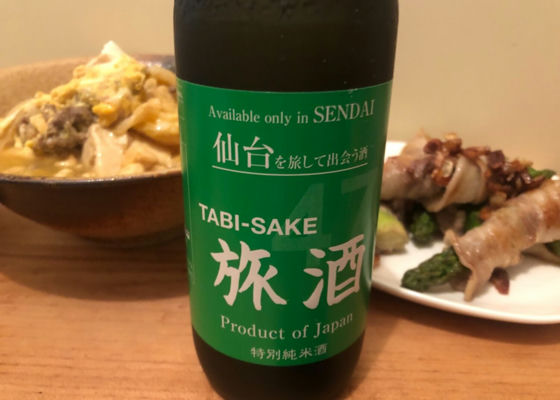 Available only in SENDAI
仙台を旅して出会う酒
47
TABI-SAKE
旅酒
Product of Japan
特別純米酒